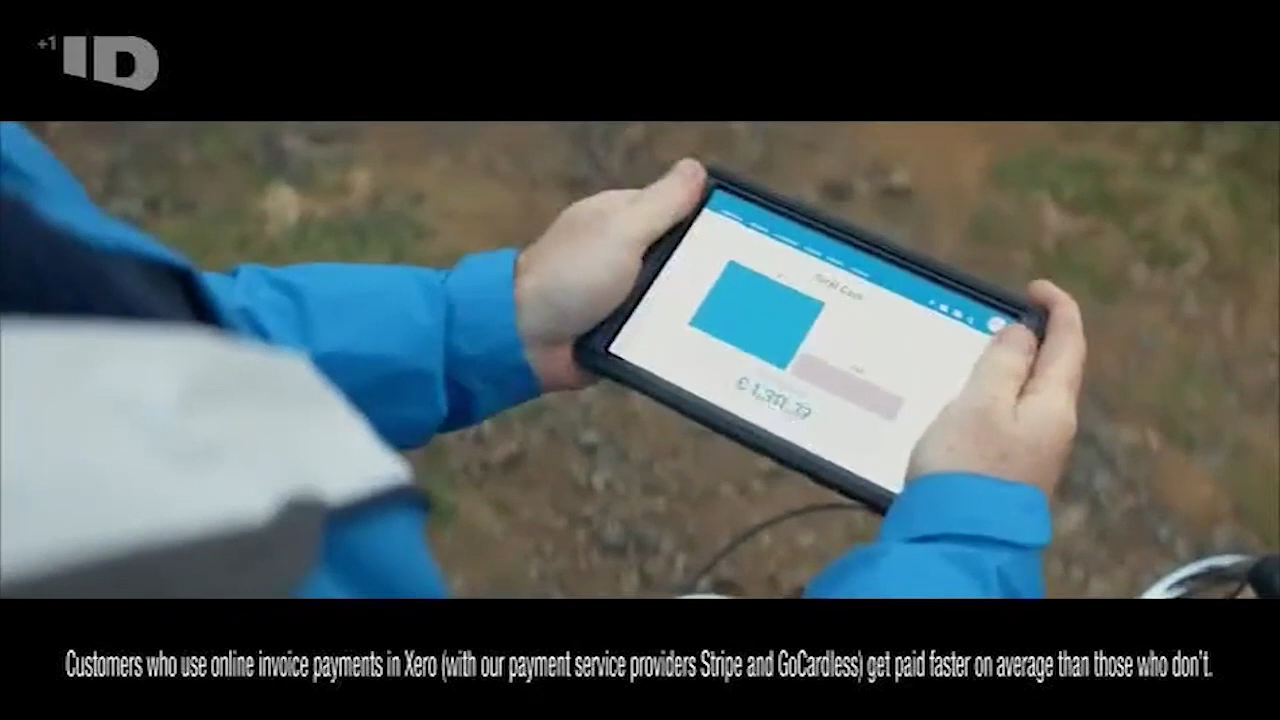 +1 ID
Total Cash
Customers who use online invoice payments in Xero (with our payment service providers Stripe and GoCardless) get paid faster on average than those who don't.